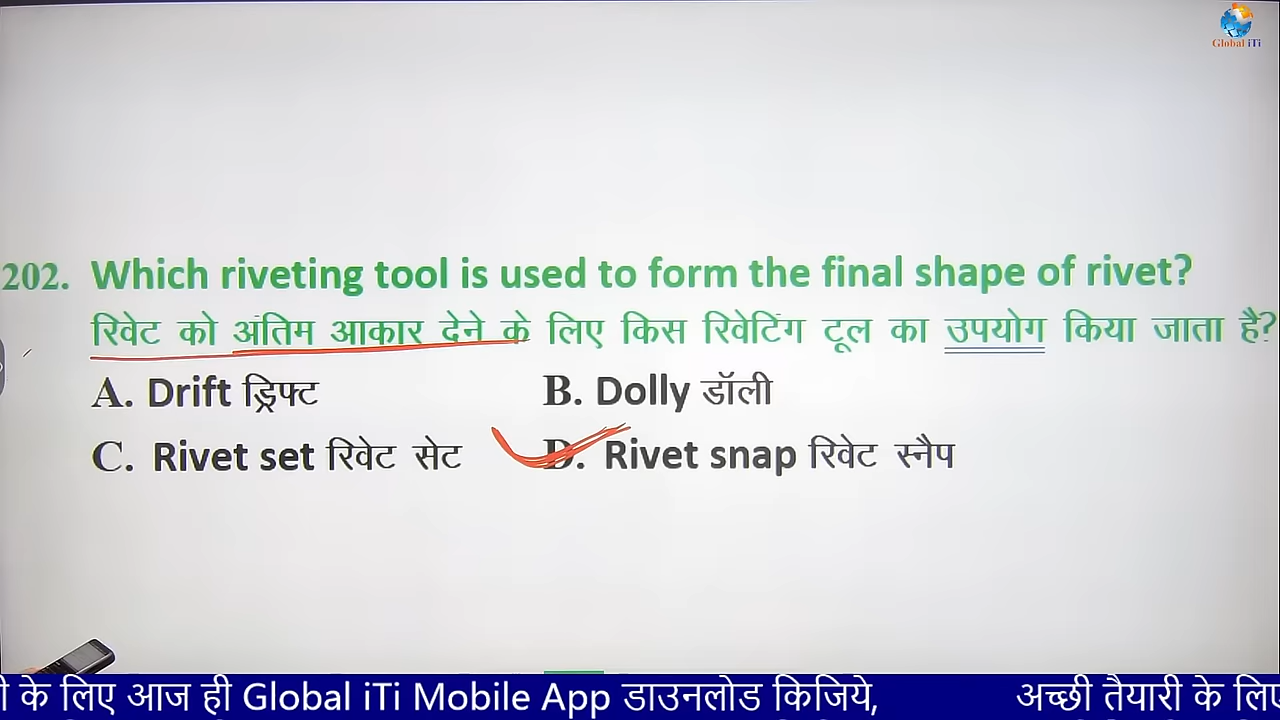 Global iTi
202. Which riveting tool is used to form the final shape of rivet?
रिवेट को अंतिम आकार देने के लिए किस रिवेटिंग टूल का उपयोग किया जाता है?
A. Drift ड्रिफ्ट
B. Dolly डॉली
C. Rivet set रिवेट सेट
D. Rivet snap रिवेट स्नैप
के लिए आज ही Global iTi Mobile App डाउनलोड किजिये, अच्छी तैयारी के लिए